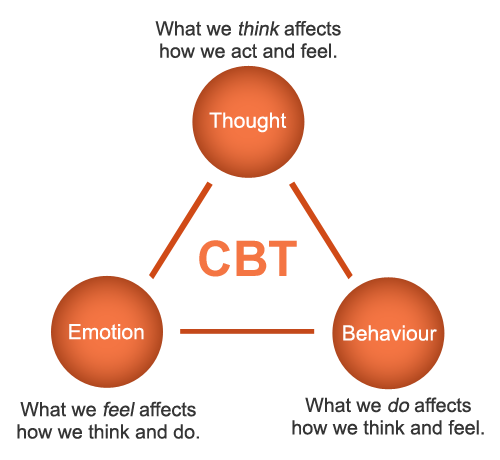 What we think affects
how we act and feel.
Thought
CBT
Emotion
Behaviour
What we feel affects
how we think and do.
What we do affects
how we think and feel.